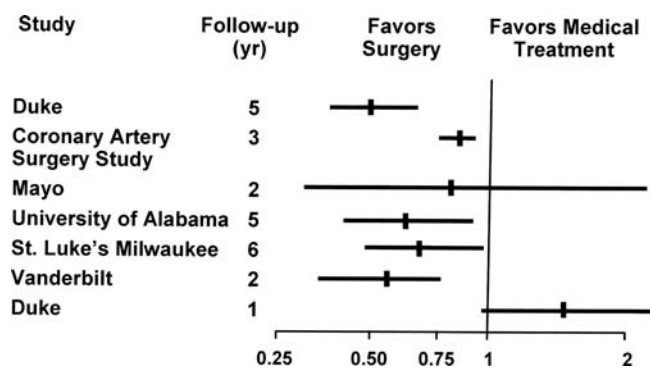 Study Follow-up Favors Favors Medical
(yr) Surgery Treatment
Duke 5
Coronary Artery 3
Surgery Study
Mayo 2
University of Alabama 5
St. Luke's Milwaukee 6
Vanderbilt 2
Duke 1
0.25 0.50 0.75 1 2